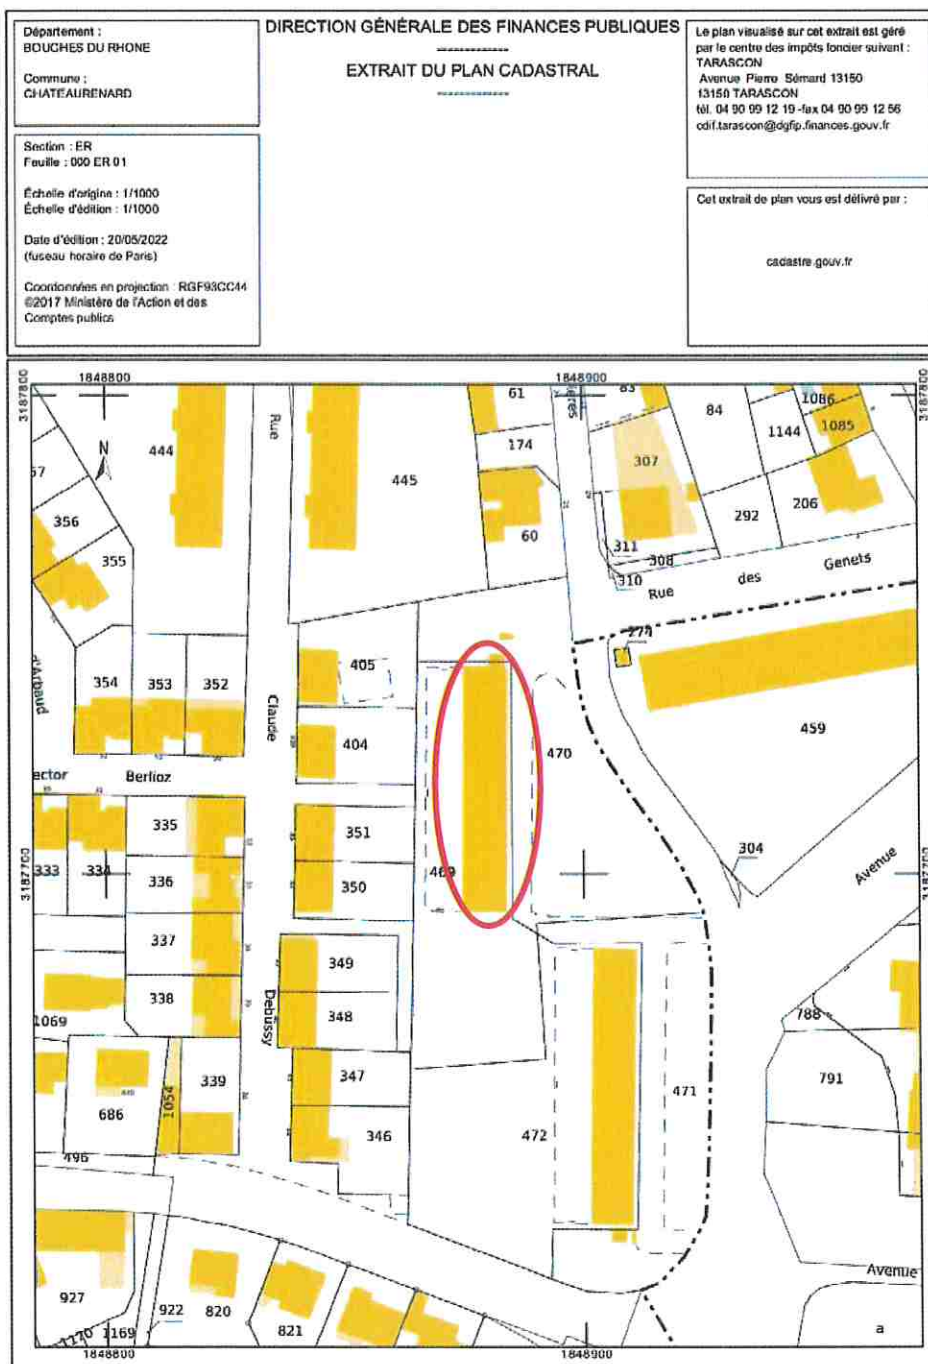 Département :
BOUCHES DU RHONE
Commune :
CHATEAURENARD
Section : ER
Feuille : 000 ER 01
Échelle d'origine : 1/1000
Échelle d'édition : 1/1000
Date d'édition : 20/05/2022
(fuseau horaire de Paris)
Coordonnées en projection : RGF93CC44
©2017 Ministère de l'Action et des
Comptes publics
DIRECTION GÉNÉRALE DES FINANCES PUBLIQUES
EXTRAIT DU PLAN CADASTRAL
Le plan visualisé sur cet extrait est géré
par le centre des impôts foncier suivant :
TARASCON
Avenue Pierre Sémard 13150
13150 TARASCON
tél. 04 90 99 12 19 -fax 04 90 99 12 56
cdif.tarascon@dgfip.finances.gouv.fr
Cet extrait de plan vous est délivré par :
cadastre.gouv.fr
1848800
1848900
3187800
3187800
61
83
84
1086
1085
1144
N
444
Rue
445
174
307
57
356
355
60
292
206
311
308
310
Rue des Genets
274
354
353
352
405
d'Arbaud
Claude
404
470
459
ector Berlioz
335
351
304
Avenue
3187700
3187700
333
334
336
350
469
337
349
338
348
Debussy
1069
788
347
339
686
1054
346
472
471
791
496
Avenue
927
922
820
821
1170
1169
a
1848800
1848900